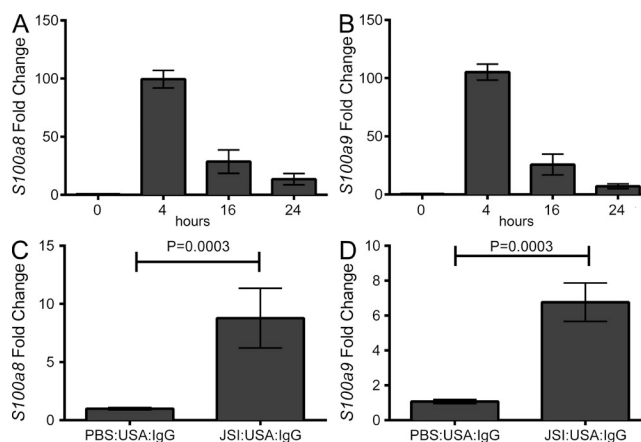 A
S100a8 Fold Change
150
100
50
0
0 4 16 24
hours
B
S100a9 Fold Change
150
100
50
0
0 4 16 24
hours
C
S100a8 Fold Change
15
10
5
0
P=0.0003
PBS:USA:IgG JSI:USA:IgG
D
S100a9 Fold Change
10
8
6
4
2
0
P=0.0003
PBS:USA:IgG JSI:USA:IgG